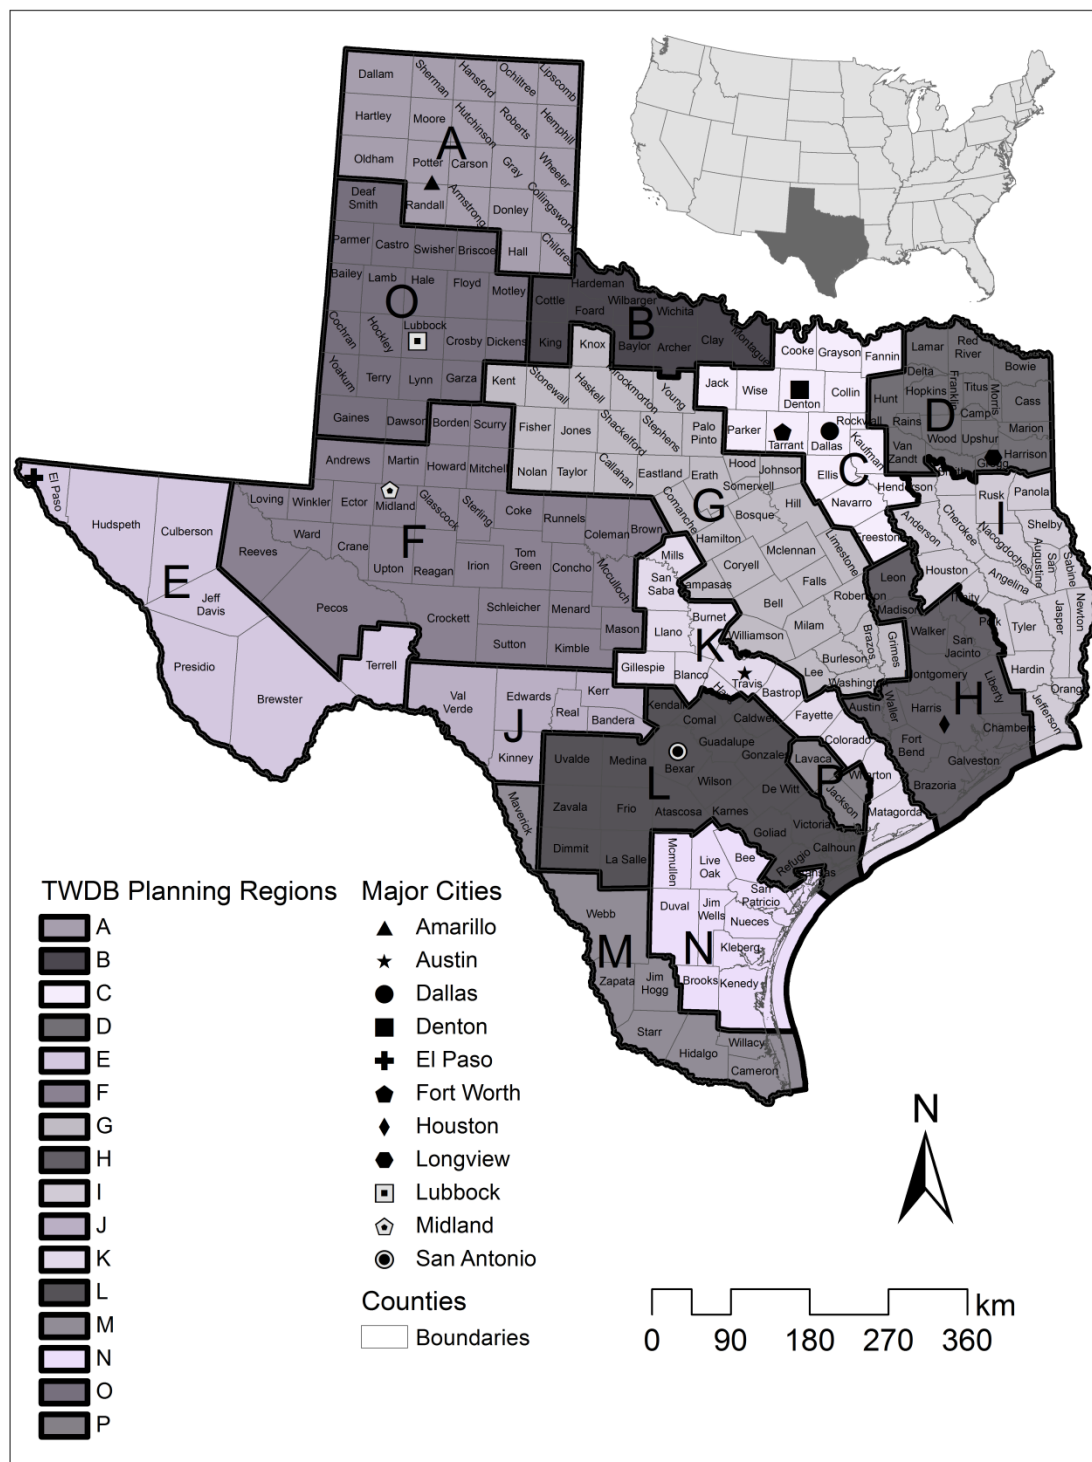 Dallam
Sherman
Hansford
Ochiltree
Lipscomb
Hartley
Moore
Hutchinson
Roberts
Hemphill
A
Oldham
Potter
Carson
Gray
Wheeler
Randall
Armstrong
Donley
Collingsworth
Deaf
Smith
Hall
Childress
Parmer
Castro
Swisher
Briscoe
Bailey
Lamb
Hale
Floyd
Motley
O
Cochran
Hockley
Lubbock
Crosby
Dickens
Yoakum
Terry
Lynn
Garza
Gaines
Dawson
Hardeman
Cottle
Foard
Wilbarger
Wichita
B
King
Baylor
Archer
Clay
Montague
Knox
Kent
Stonewall
Haskell
Throckmorton
Young
Fisher
Jones
Shackelford
Stephens
Palo
Pinto
Nolan
Taylor
Callahan
Eastland
Erath
Hood
Somervell
Johnson
Comanche
G
Bosque
Hill
Hamilton
Mclennan
Limestone
Coryell
Falls
Lampasas
Bell
Robertson
Milam
Williamson
Brazos
Grimes
Burleson
Lee
Washington
Cooke
Grayson
Fannin
Jack
Wise
Denton
Collin
Parker
Tarrant
Dallas
Rockwall
Kaufman
C
Ellis
Henderson
Navarro
Freestone
Lamar
Red
River
Bowie
Delta
Hopkins
Franklin
Titus
Morris
Cass
Hunt
D
Camp
Rains
Marion
Wood
Upshur
Van
Zandt
Gregg
Harrison
Rusk
Panola
I
Anderson
Cherokee
Nacogdoches
Shelby
San
Augustine
Sabine
Houston
Angelina
Trinity
Newton
Jasper
Polk
Tyler
Hardin
Orange
Jefferson
Leon
Madison
Walker
San
Jacinto
Montgomery
Liberty
Austin
Waller
Harris
H
Chambers
Fort
Bend
Galveston
Brazoria
Borden
Scurry
Andrews
Martin
Howard
Mitchell
Loving
Winkler
Ector
Midland
Glasscock
Sterling
Coke
Runnels
Coleman
Brown
Ward
Crane
F
Reeves
Upton
Reagan
Irion
Tom
Green
Concho
Mcculloch
Pecos
Crockett
Schleicher
Menard
Mason
Sutton
Kimble
El Paso
Hudspeth
Culberson
E
Jeff
Davis
Presidio
Brewster
Terrell
Mills
San
Saba
Burnet
Llano
K
Gillespie
Blanco
Travis
Hays
Bastrop
Fayette
Colorado
Wharton
Matagorda
Val
Verde
Edwards
Kerr
Real
Bandera
J
Kinney
Kendall
Comal
Caldwell
Guadalupe
Gonzales
Uvalde
Medina
Bexar
L
Wilson
De Witt
Zavala
Frio
Atascosa
Karnes
Victoria
Goliad
Calhoun
Dimmit
La Salle
Refugio
Aransas
Lavaca
P
Jackson
Maverick
Webb
M
Zapata
Jim
Hogg
Starr
Hidalgo
Willacy
Cameron
Mcmullen
Live
Oak
Bee
San
Patricio
Duval
Jim
Wells
Nueces
N
Kleberg
Brooks
Kenedy
TWDB Planning Regions
A
B
C
D
E
F
G
H
I
J
K
L
M
N
O
P
Major Cities
Amarillo
Austin
Dallas
Denton
El Paso
Fort Worth
Houston
Longview
Lubbock
Midland
San Antonio
Counties
Boundaries
N
km
0 90 180 270 360